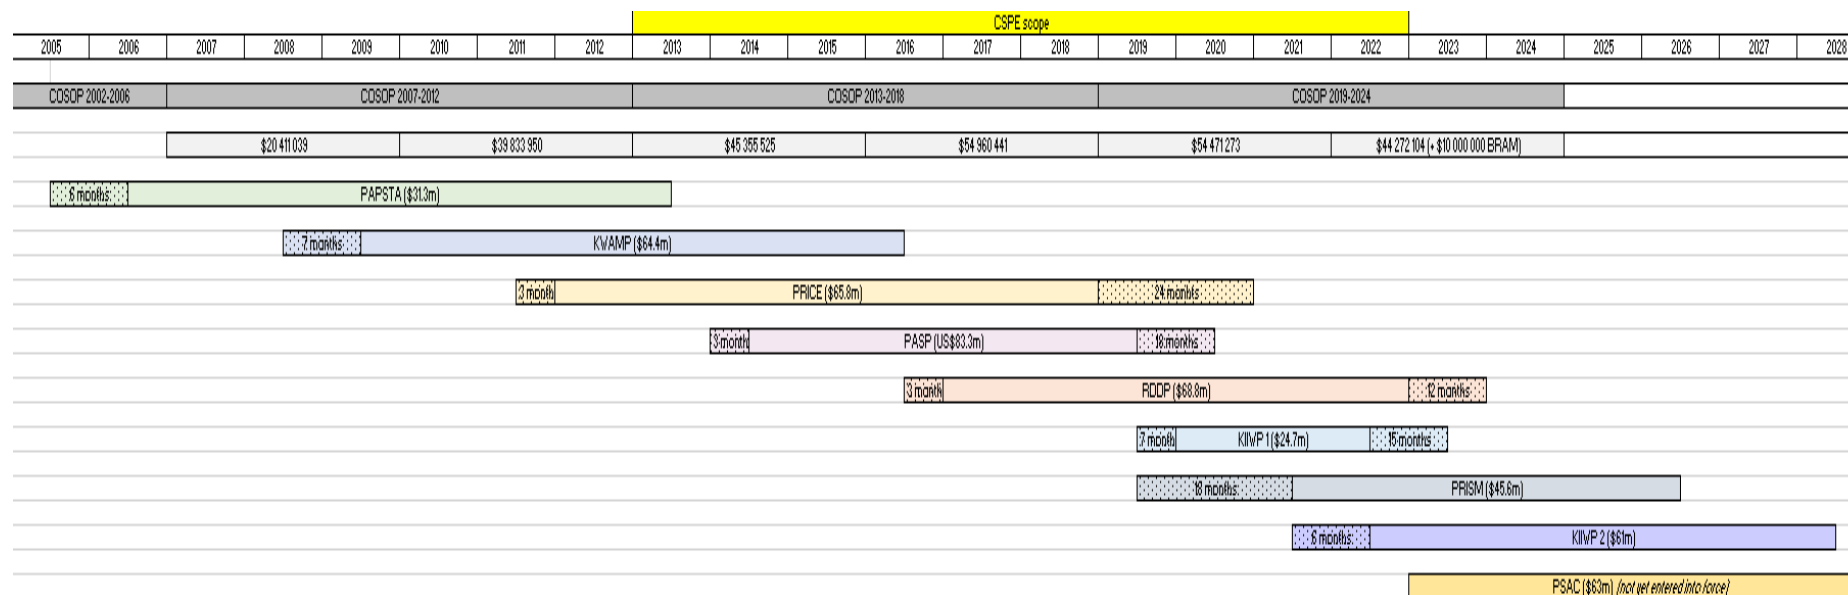 CSPE scope
2005 2006 2007 2008 2009 2010 2011 2012 2013 2014 2015 2016 2017 2018 2019 2020 2021 2022 2023 2024 2025 2026 2027 2028
COSOP 2002-2006 COSOP 2007-2012 COSOP 2013-2018 COSOP 2019-2024
$20 411 039 $39 833 950 $45 355 525 $54 960 441 $54 471 273 $44 272 104 (+ $10 000 000 BRAM)
6 months PAPSTA ($31.3m)
7 months KWAMP ($64.4m)
3 month PRICE ($65.8m) 24 months
3 month PASP (US$83.3m) 18 months
3 month RDDP ($68.8m) 12 months
7 month KIIWP 1 ($24.7m) 15 months
18 months PRISM ($45.6m)
6 months KIIWP 2 ($61m)
PSAC ($63m) (not yet entered into force)